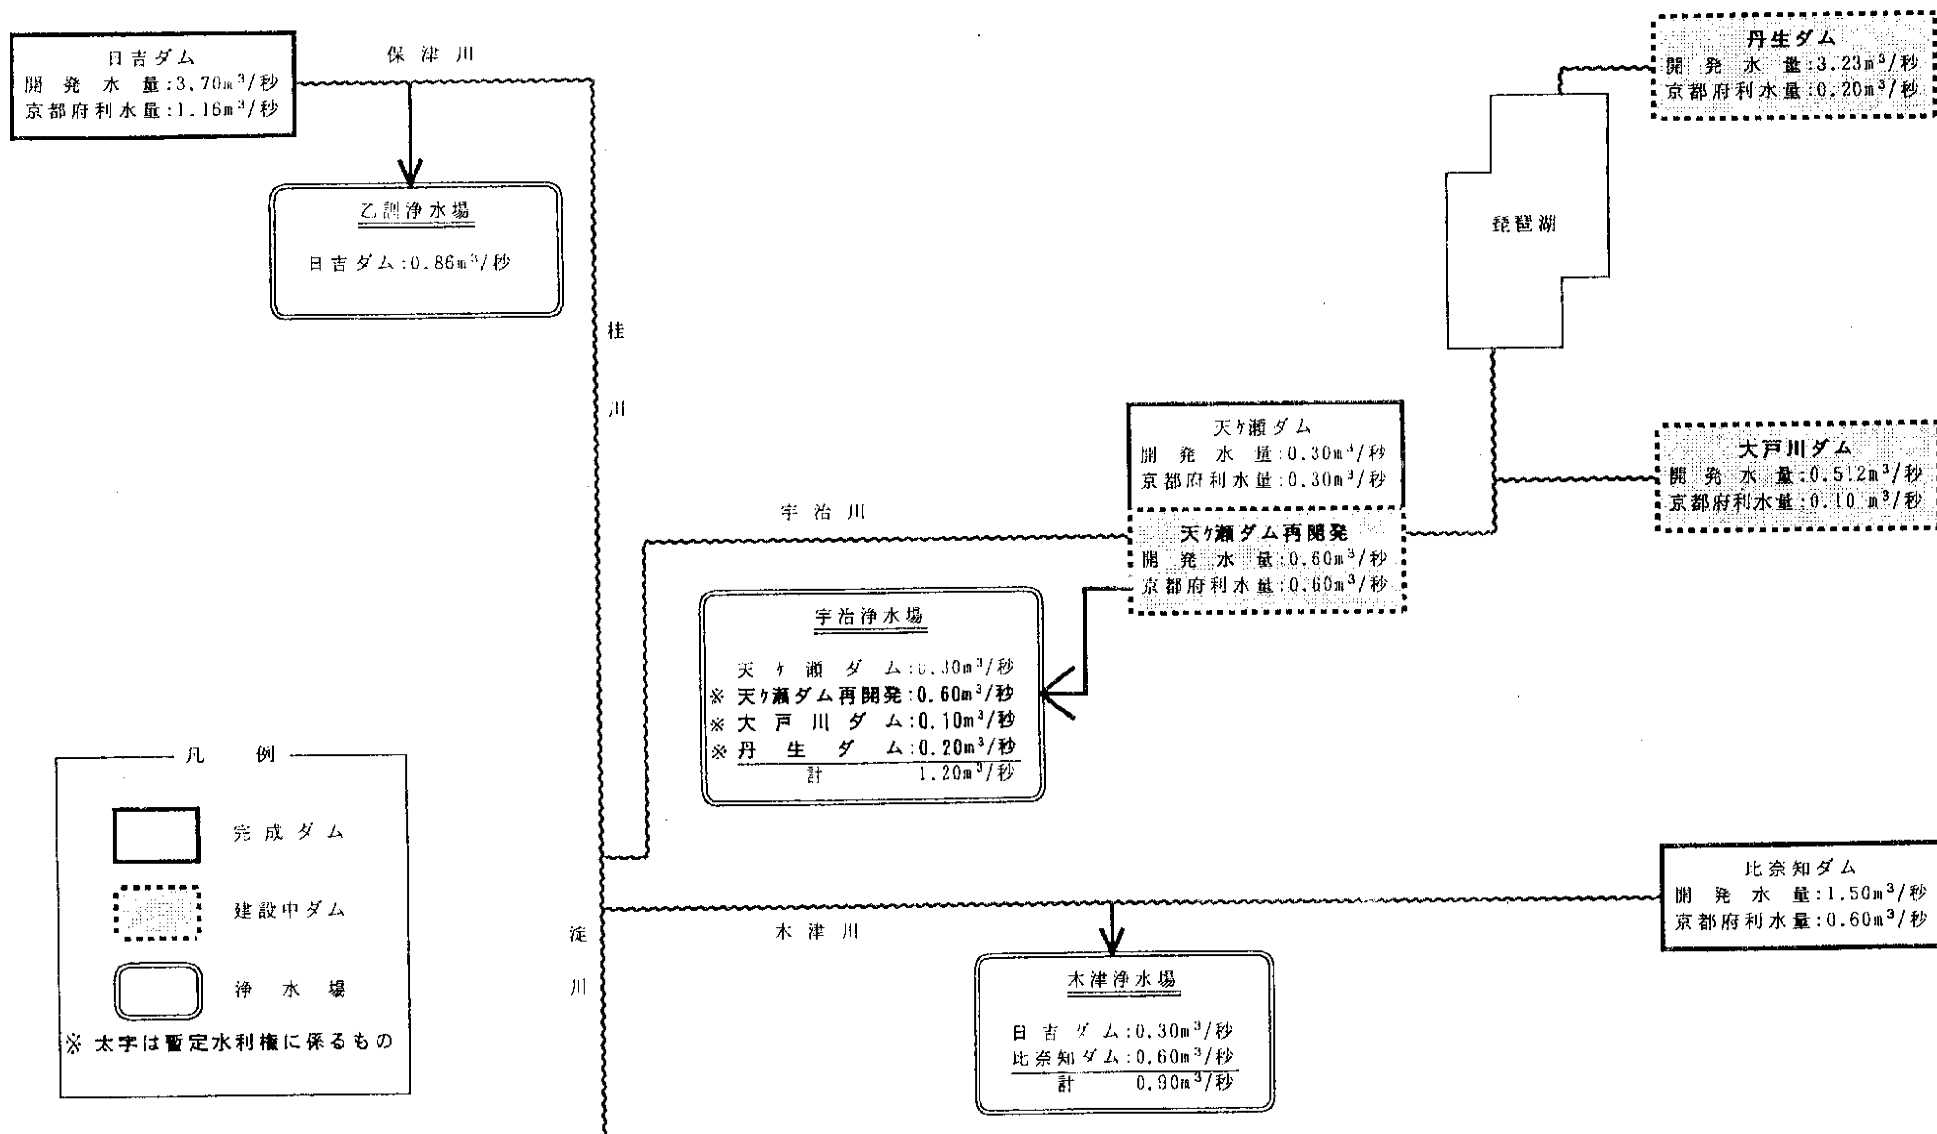 日吉ダム
開発水量:3.70m³/秒
京都府利水量:1.16m³/秒
保津川
丹生ダム
開発水量:3.23m³/秒
京都府利水量:0.20m³/秒
乙訓浄水場
日吉ダム:0.86m³/秒
琵琶湖
桂川
天ヶ瀬ダム
開発水量:0.30m³/秒
京都府利水量:0.30m³/秒
大戸川ダム
開発水量:0.512m³/秒
京都府利水量:0.10m³/秒
宇治川
天ヶ瀬ダム再開発
開発水量:0.60m³/秒
京都府利水量:0.60m³/秒
宇治浄水場
天ヶ瀬ダム:0.30m³/秒
※天ヶ瀬ダム再開発:0.60m³/秒
※大戸川ダム:0.10m³/秒
※丹生ダム:0.20m³/秒
計 1.20m³/秒
凡例
完成ダム
建設中ダム
浄水場
※ 太字は暫定水利権に係るもの
淀川
木津川
比奈知ダム
開発水量:1.50m³/秒
京都府利水量:0.60m³/秒
木津浄水場
日吉ダム:0.30m³/秒
比奈知ダム:0.60m³/秒
計 0.90m³/秒